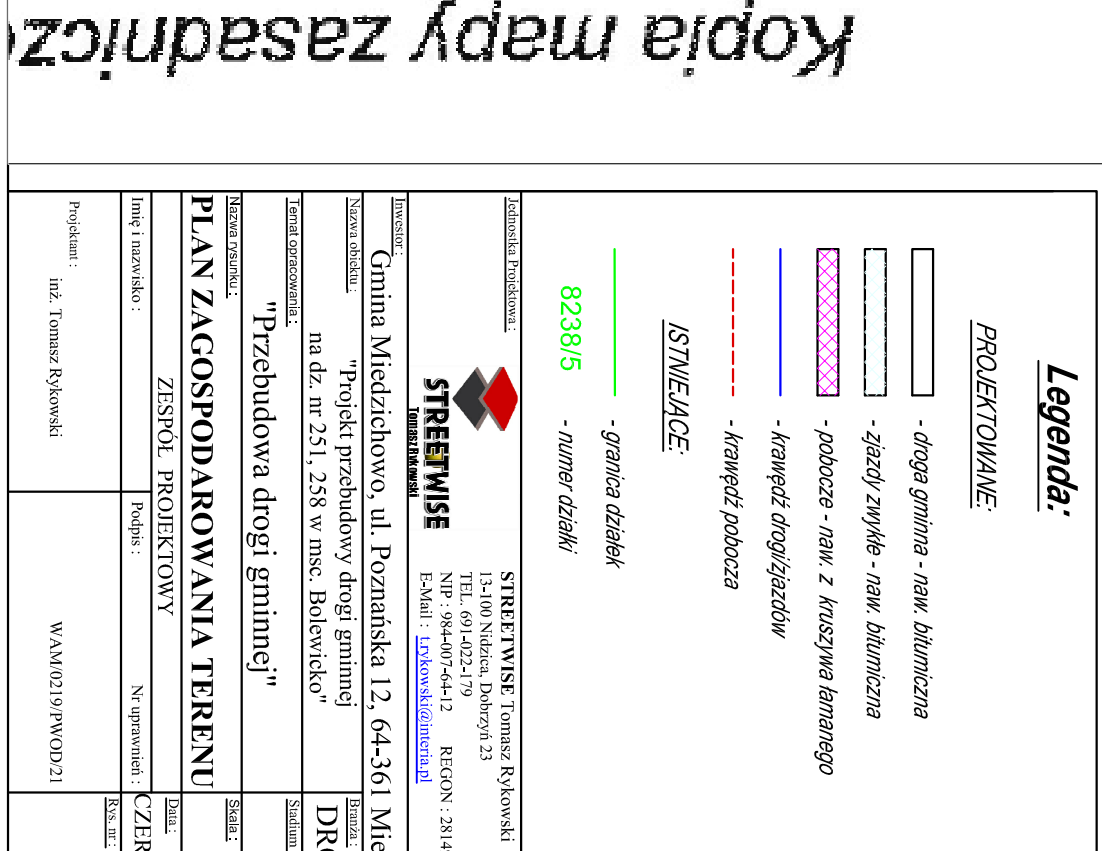 Kopia mapy zasadnicz
Legenda:
PROJEKTOWANE:
- droga gminna - naw. bitumiczna
- zjazdy zwykłe - naw. bitumiczna
- pobocze - naw. z kruszywa łamanego
- krawędź drogi/zjazdów
- krawędź pobocza
ISTNIEJĄCE:
- granica działek
8238/5 - numer działki
Jednostka Projektowa :
STREETWISE
Tomasz Rykowski
STREETWISE Tomasz Rykowski
13-100 Nidzica, Dobrzyń 23
TEL. 691-022-179
NIP : 984-007-64-12 REGON : 2814
E-Mail : t.rykowski@interia.pl
Inwestor :
Gmina Miedzichowo, ul. Poznańska 12, 64-361 Mie
Nazwa obiektu :
"Projekt przebudowy drogi gminnej
na dz. nr 251, 258 w msc. Bolewicko"
Branża :
DR
Temat opracowania :
"Przebudowa drogi gminnej"
Stadium
Nazwa rysunku :
PLAN ZAGOSPODAROWANIA TERENU
Skala :
ZESPÓŁ PROJEKTOWY
Data :
CZER
Imię i nazwisko : Podpis : Nr uprawnień :
Rys. nr :
Projektant :
inż. Tomasz Rykowski
WAM/0219/PWOD/21